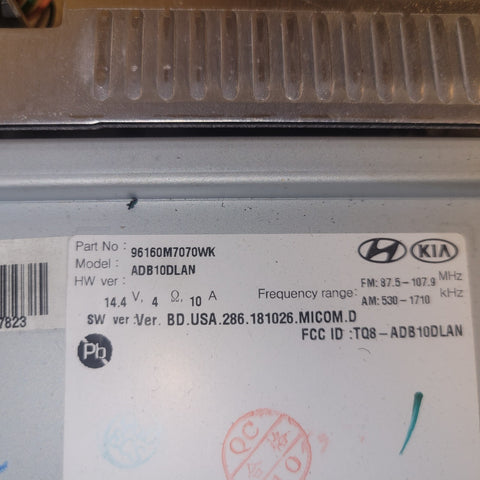 Part No : 96160M7070WK
Model : ADB10DLAN
HW ver :
14.4 V, 4 Ω, 10 A
Frequency range:
FM: 87.5-107.9 MHz
AM: 530-1710 kHz
SW ver :Ver. BD.USA.286.181026.MICOM.D
FCC ID :TQ8-ADB10DLAN
KIA
Pb
7823
QC